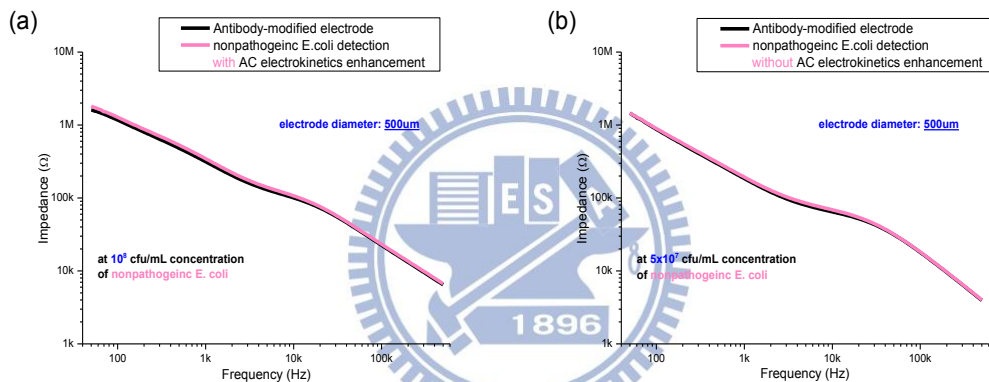 (a)
Antibody-modified electrode
nonpathogeinc E.coli detection
with AC electrokinetics enhancement
10M
1M
100k
10k
1k
Impedance (Ω)
electrode diameter: 500um
at 10⁸ cfu/mL concentration
of nonpathogeinc E. coli
100
1k
10k
100k
Frequency (Hz)
(b)
Antibody-modified electrode
nonpathogeinc E.coli detection
without AC electrokinetics enhancement
10M
1M
100k
10k
1k
Impedance (Ω)
electrode diameter: 500um
at 5x10⁷ cfu/mL concentration
of nonpathogeinc E. coli
100
1k
10k
100k
Frequency (Hz)
E S
1896